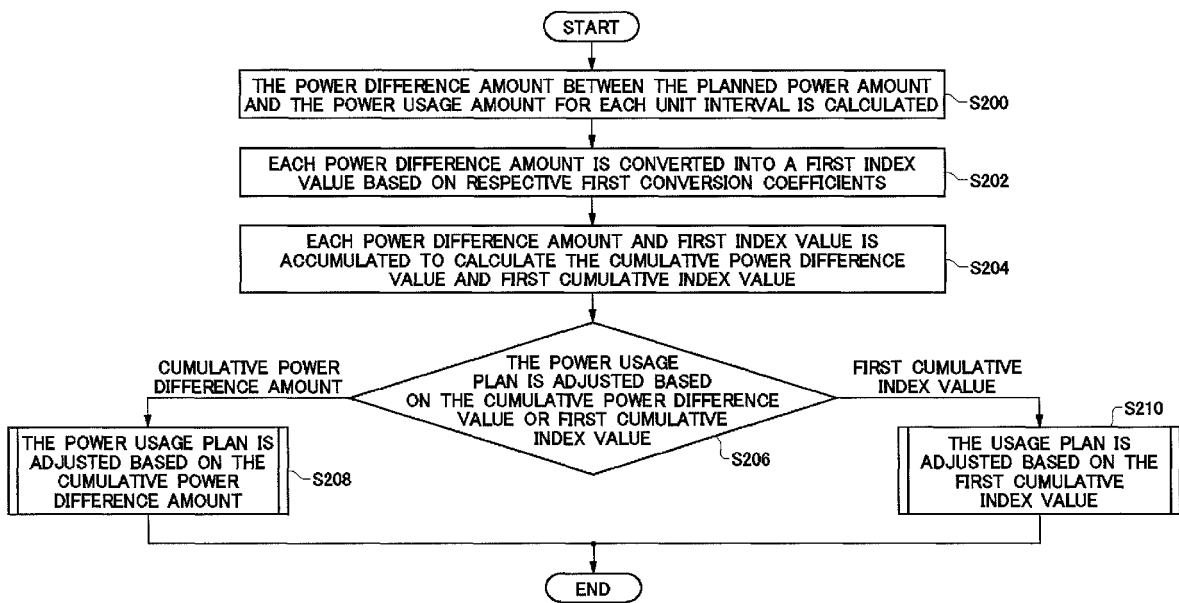 START
THE POWER DIFFERENCE AMOUNT BETWEEN THE PLANNED POWER AMOUNT
AND THE POWER USAGE AMOUNT FOR EACH UNIT INTERVAL IS CALCULATED
S200
EACH POWER DIFFERENCE AMOUNT IS CONVERTED INTO A FIRST INDEX
VALUE BASED ON RESPECTIVE FIRST CONVERSION COEFFICIENTS
S202
EACH POWER DIFFERENCE AMOUNT AND FIRST INDEX VALUE IS
ACCUMULATED TO CALCULATE THE CUMULATIVE POWER DIFFERENCE
VALUE AND FIRST CUMULATIVE INDEX VALUE
S204
CUMULATIVE POWER
DIFFERENCE AMOUNT
THE POWER USAGE
PLAN IS ADJUSTED BASED
ON THE CUMULATIVE POWER DIFFERENCE
VALUE OR FIRST CUMULATIVE
INDEX VALUE
S206
FIRST CUMULATIVE
INDEX VALUE
THE POWER USAGE PLAN IS
ADJUSTED BASED ON THE
CUMULATIVE POWER
DIFFERENCE AMOUNT
S208
S210
THE USAGE PLAN IS
ADJUSTED BASED ON THE
FIRST CUMULATIVE
INDEX VALUE
END